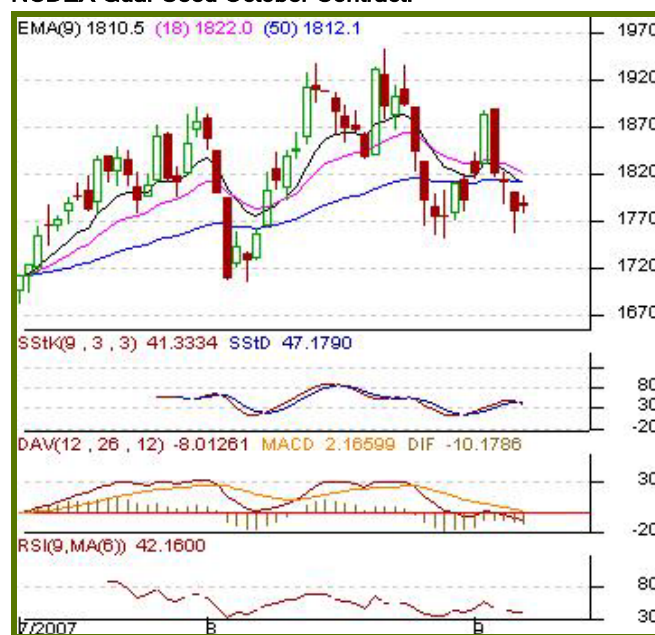 EMA(9) 1810.5 (18) 1822.0 (50) 1812.1
1970
1920
1870
1820
1770
1720
1670
SStK(9 , 3 , 3) 41.3334 SStD 47.1790
80
30
-20
DAV(12 , 26 , 12) -8.01261 MACD 2.16599 DIF -10.1786
30
-20
RSI(9,MA(6)) 42.1600
80
30
7/2007 8 9